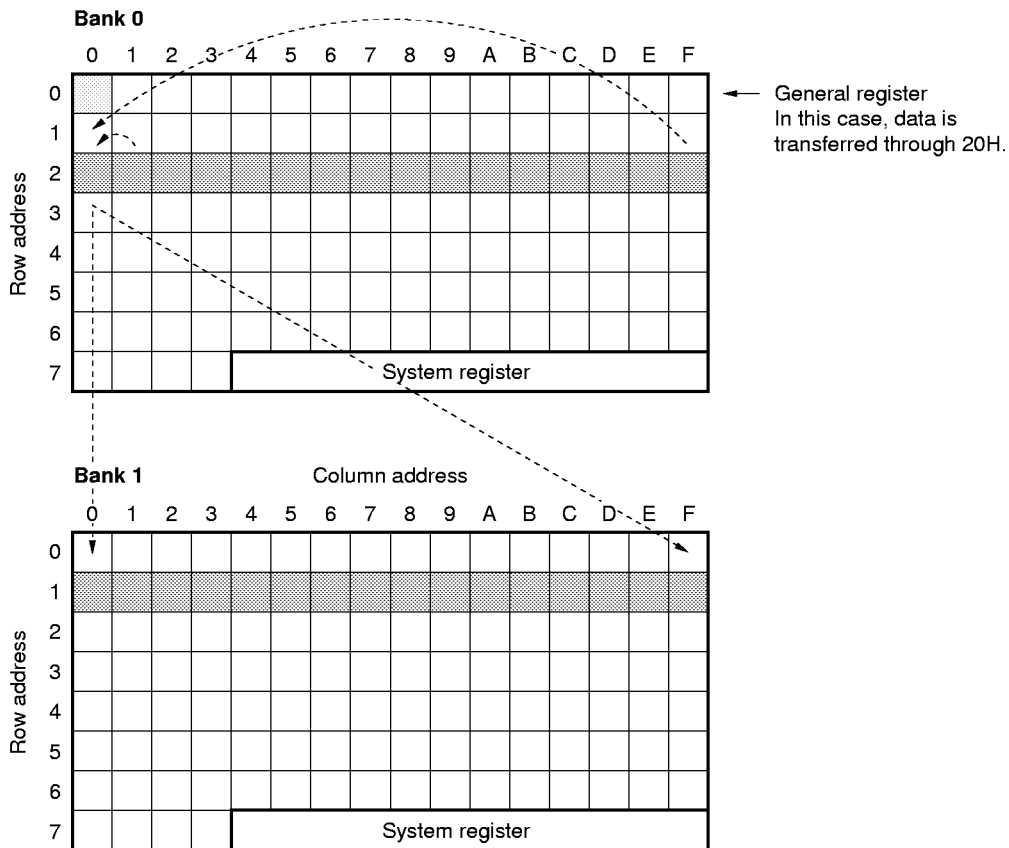 Bank 0
0 1 2 3 4 5 6 7 8 9 A B C D E F
0
General register
In this case, data is
transferred through 20H.
1
2
3
4
5
6
7
System register
Row address
Bank 1
Column address
0 1 2 3 4 5 6 7 8 9 A B C D E F
0
1
2
3
4
5
6
7
System register
Row address